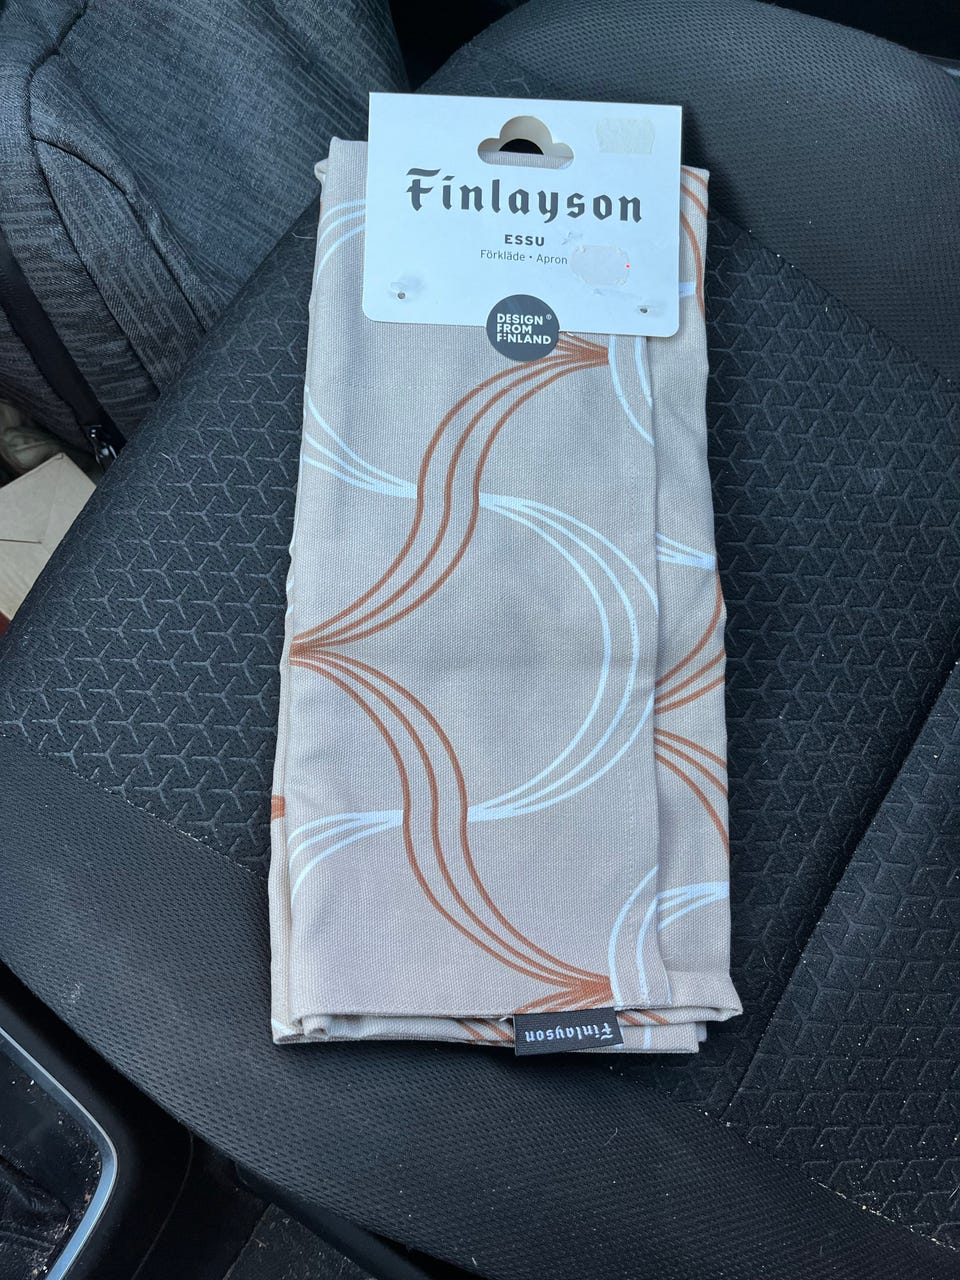 Finlayson
ESSU
Förkläde • Apron
DESIGN ®
FROM
FINLAND
Finlayson